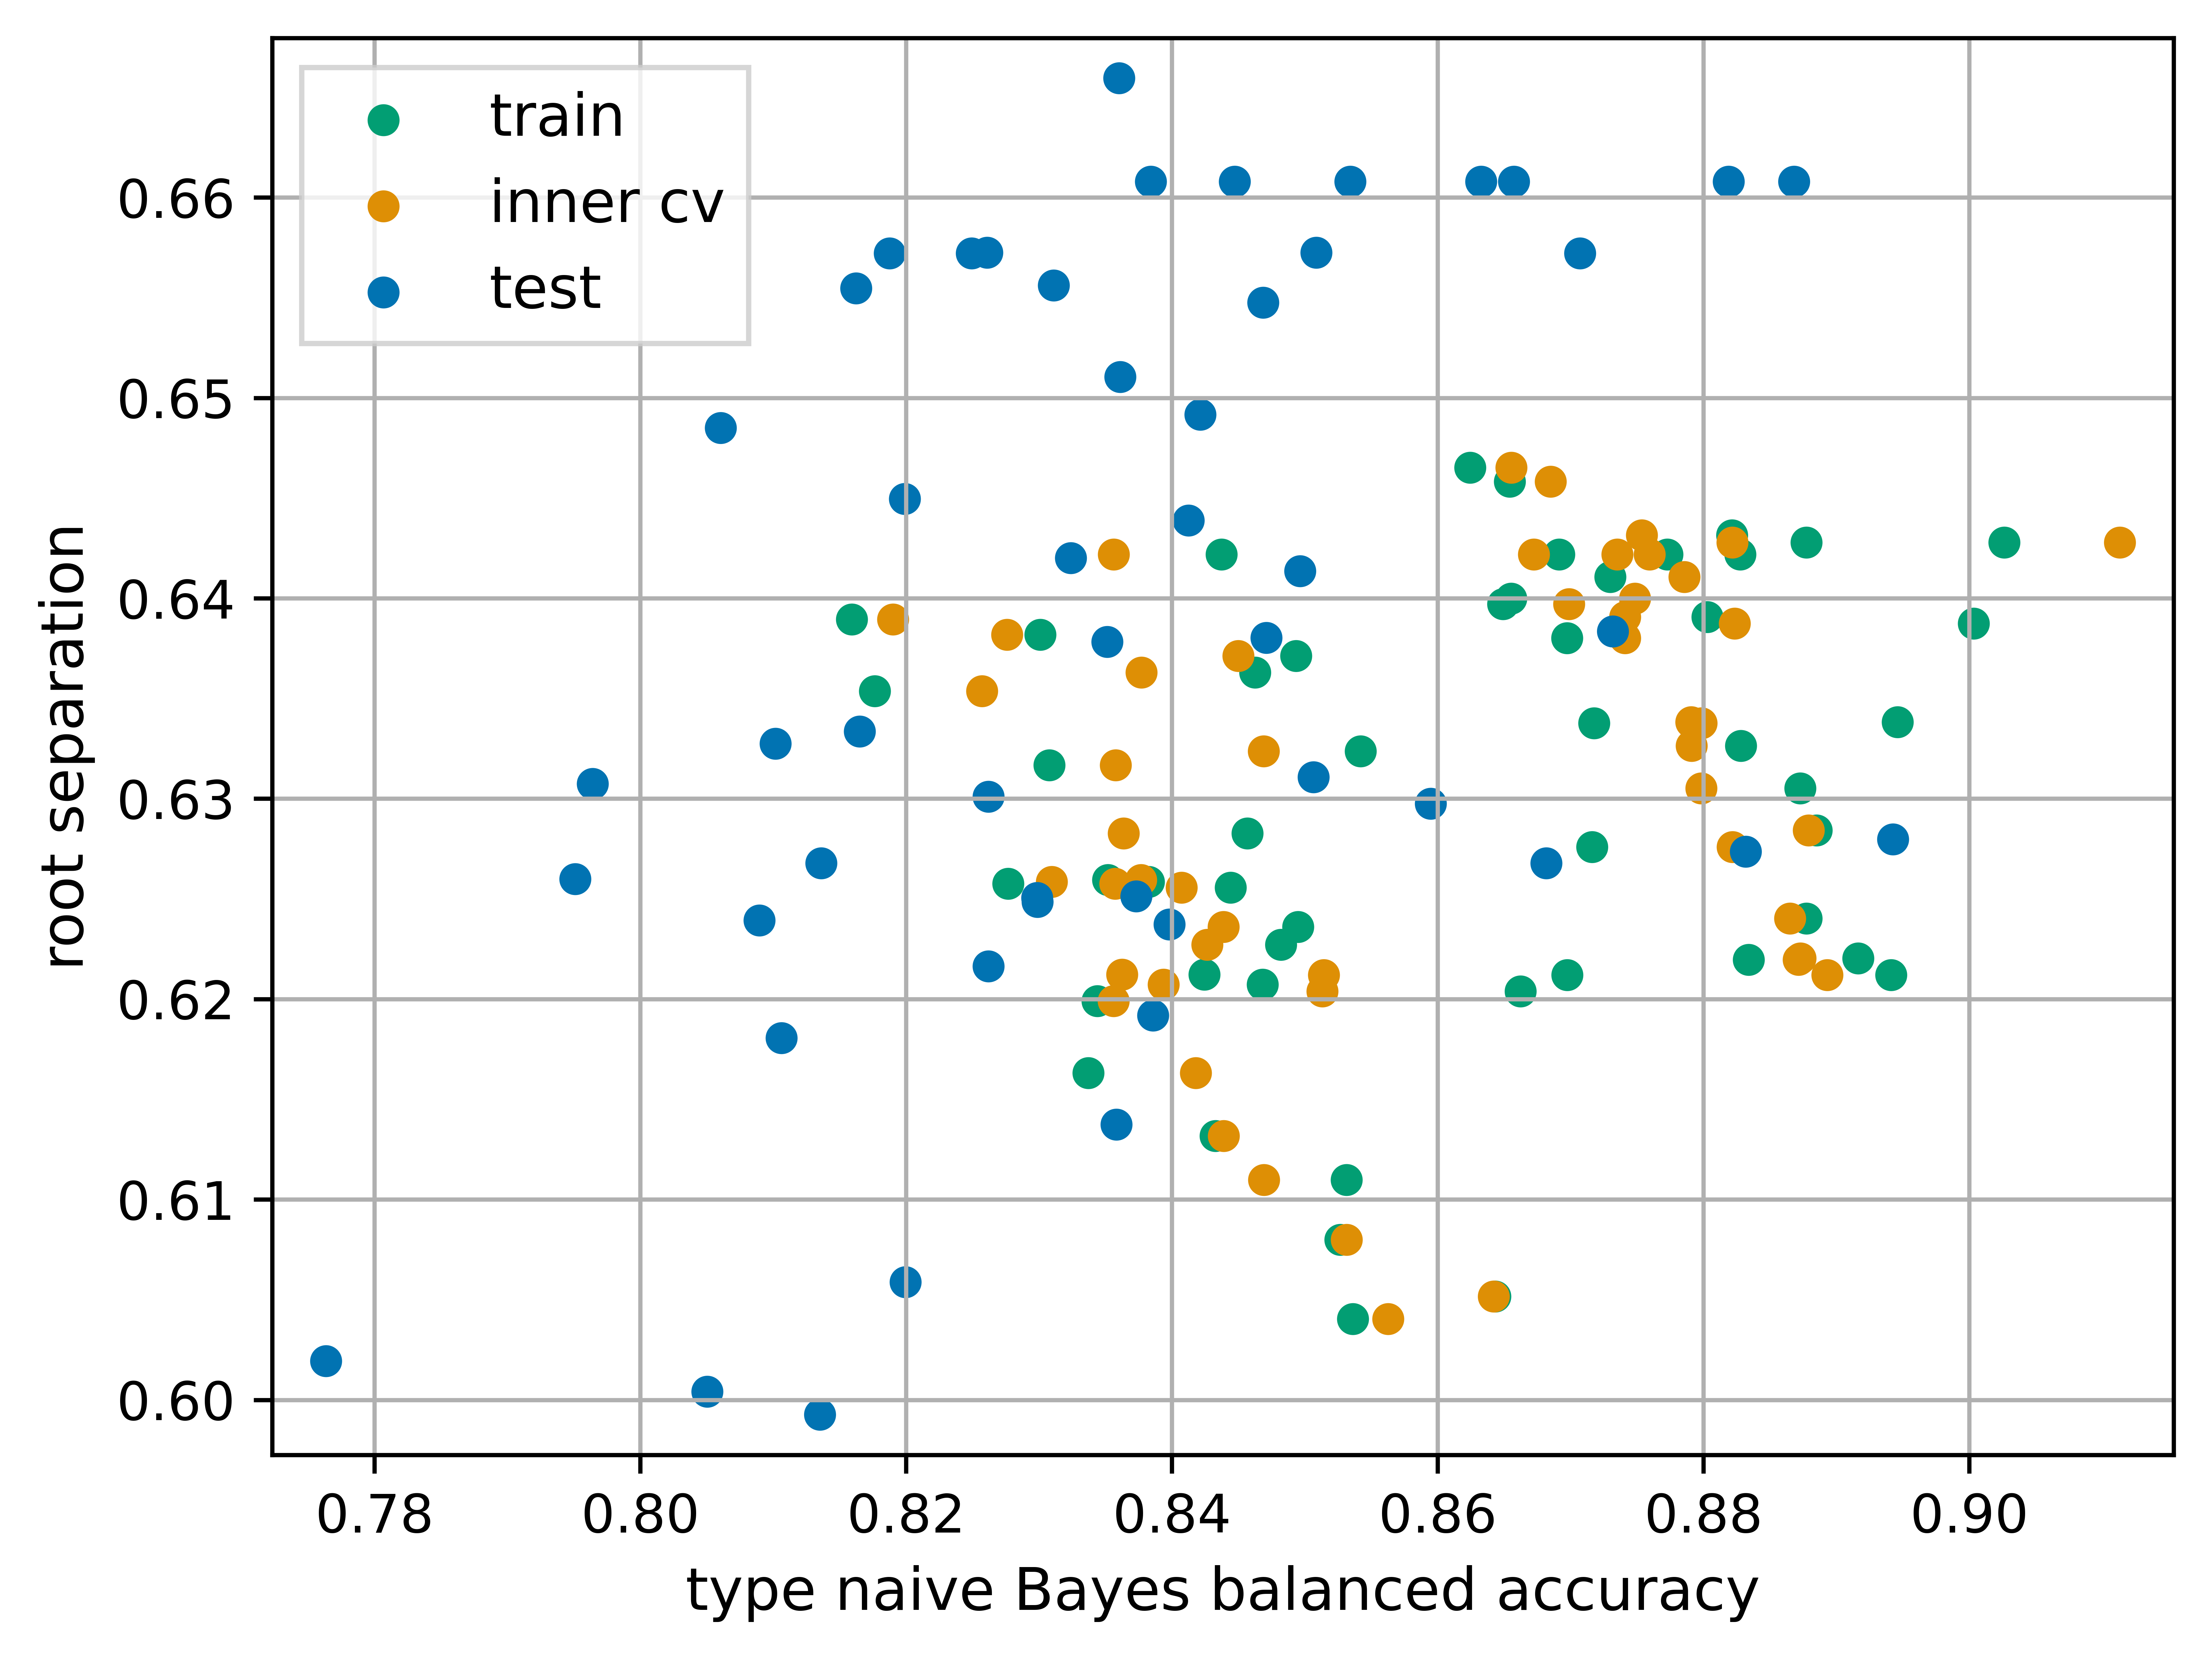 train
inner cv
test
root separation
0.66
0.65
0.64
0.63
0.62
0.61
0.60
0.78 0.80 0.82 0.84 0.86 0.88 0.90
type naive Bayes balanced accuracy